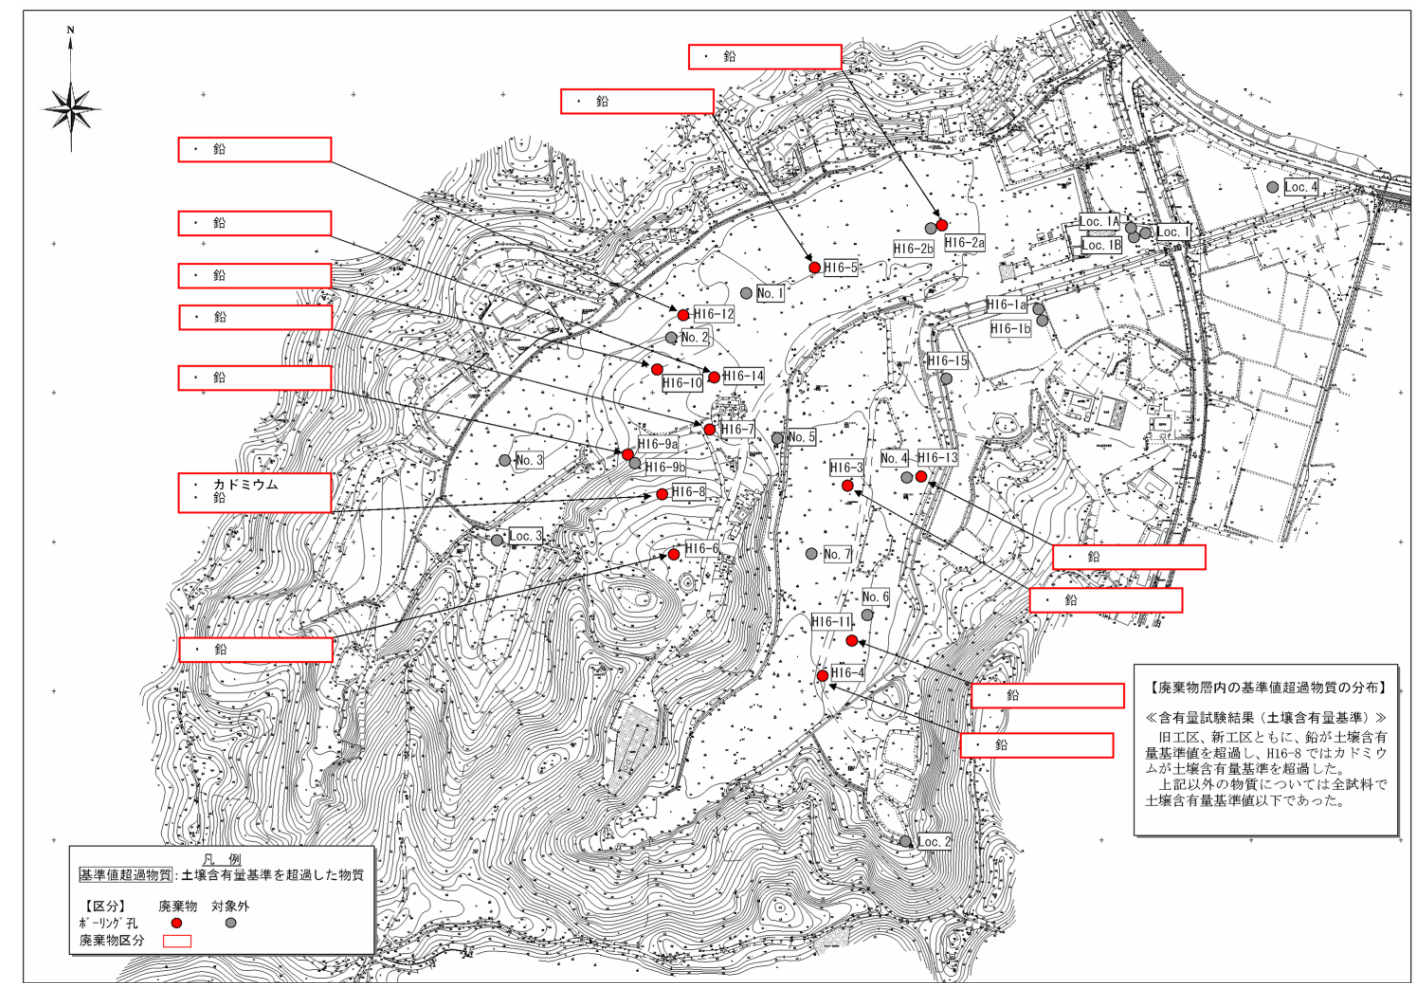 N
・ 鉛
・ 鉛
・ 鉛
・ 鉛
・ 鉛
・ 鉛
・ 鉛
・ カドミウム
・ 鉛
・ 鉛
・ 鉛
・ 鉛
・ 鉛
・ 鉛
Loc. 4
Loc. 1A
Loc. 1
Loc. 1B
H16-2b
H16-2a
H16-5
No. 1
H16-1a
H16-12
H16-1b
No. 2
H16-15
H16-10
H16-14
H16-7
No. 5
H16-9a
No. 3
H16-9b
H16-3
No. 4
H16-13
H16-8
Loc. 3
H16-6
No. 7
No. 6
H16-11
H16-4
Loc. 2
【廃棄物層内の基準値超過物質の分布】
≪含有量試験結果（土壌含有量基準）≫
旧工区、新工区ともに、鉛が土壌含有
量基準値を超過し、H16-8 ではカドミウ
ムが土壌含有量基準を超過した。
上記以外の物質については全試料で
土壌含有量基準値以下であった。
凡 例
基準値超過物質：土壌含有量基準を超過した物質
【区分】 廃棄物 対象外
ﾎﾞｰﾘﾝｸﾞ孔
廃棄物区分